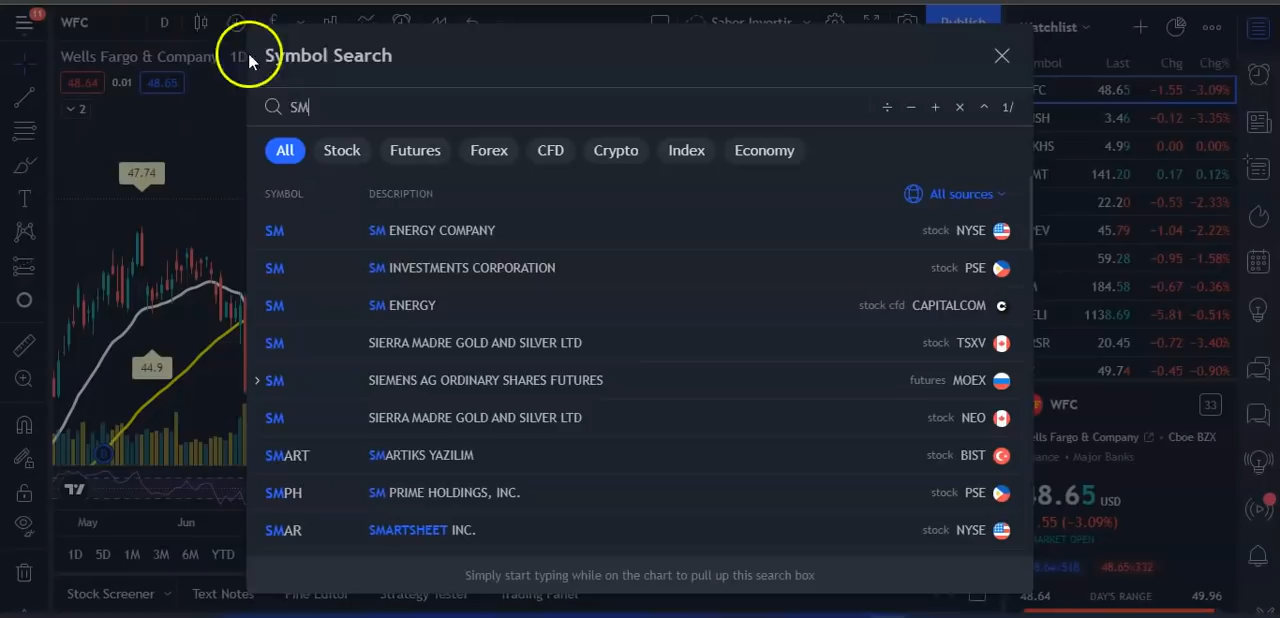 11
WFC
D
Sabor Investir
Publish
Watchlist
Wells Fargo & Company
1D
Symbol Search
Last Chg Chg%
48.64 0.01 48.65
2
SM
1/
48.65 −1.55 −3.09%
3.46 −0.12 −3.35%
4.99 0.00 0.00%
141.20 0.17 0.12%
22.20 −0.53 −2.33%
45.79 −1.04 −2.22%
59.28 −0.95 −1.58%
184.58 −0.67 −0.36%
1138.69 −5.81 −0.51%
20.45 −0.72 −3.40%
49.74 −0.45 −0.90%
All Stock Futures Forex CFD Crypto Index Economy
SYMBOL DESCRIPTION All sources
SM SM ENERGY COMPANY stock NYSE
SM SM INVESTMENTS CORPORATION stock PSE
SM SM ENERGY stock cfd CAPITALCOM
SM SIERRA MADRE GOLD AND SILVER LTD stock TSXV
SM SIEMENS AG ORDINARY SHARES FUTURES futures MOEX
SM SIERRA MADRE GOLD AND SILVER LTD stock NEO
SMART SMARTIKS YAZILIM stock BIST
SMPH SM PRIME HOLDINGS, INC. stock PSE
SMAR SMARTSHEET INC. stock NYSE
Simply start typing while on the chart to pull up this search box
47.74
44.9
D
May Jun
1D 5D 1M 3M 6M YTD
Stock Screener Text Notes Pine Editor Strategy Tester Trading Panel
WFC 33
Fargo & Company • Cboe BZX
• Major Banks
8.65 USD
.55 (−3.09%)
MARKET OPEN
48.65×332
48.64 DAY'S RANGE 49.96